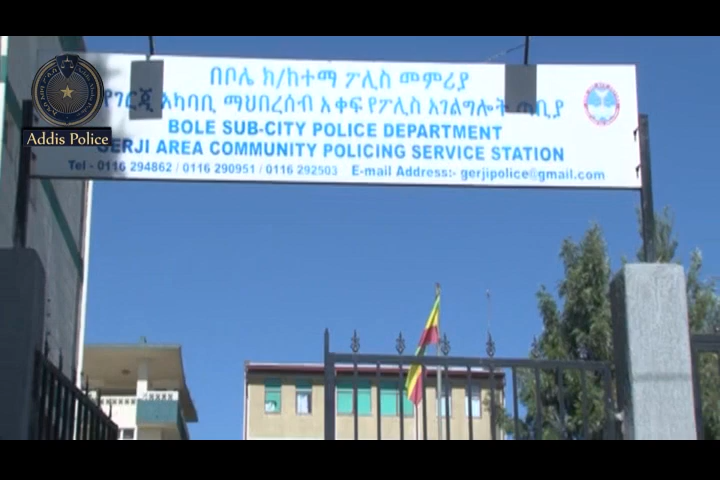 በቦሌ ክ/ከተማ ፖሊስ መምሪያ
የገርጂ አካባቢ ማህበረሰብ አቀፍ የፖሊስ አገልግሎት ጣቢያ
BOLE SUB-CITY POLICE DEPARTMENT
GERJI AREA COMMUNITY POLICING SERVICE STATION
Tel - 0116 294862 / 0116 290951 / 0116 292503 E-mail Address:- gerjipolice@gmail.com
Addis Police